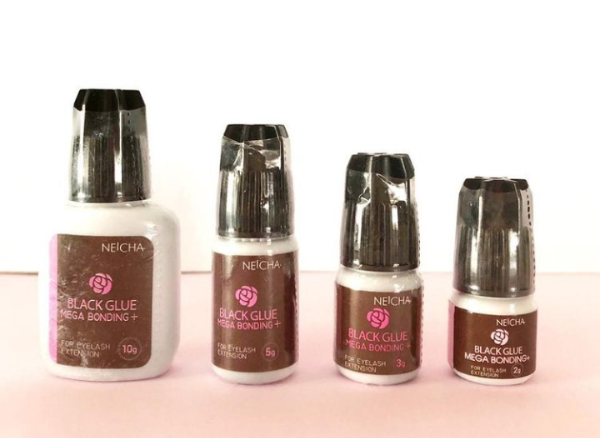 NEICHA
BLACK GLUE
MEGA BONDING+
FOR EYELASH
EXTENSION
10g
NEICHA
BLACK GLUE
MEGA BONDING+
FOR EYELASH
EXTENSION
5g
NEICHA
BLACK GLUE
MEGA BONDING+
FOR EYELASH
EXTENSION
3g
NEICHA
BLACK GLUE
MEGA BONDING+
FOR EYELASH
EXTENSION
2g